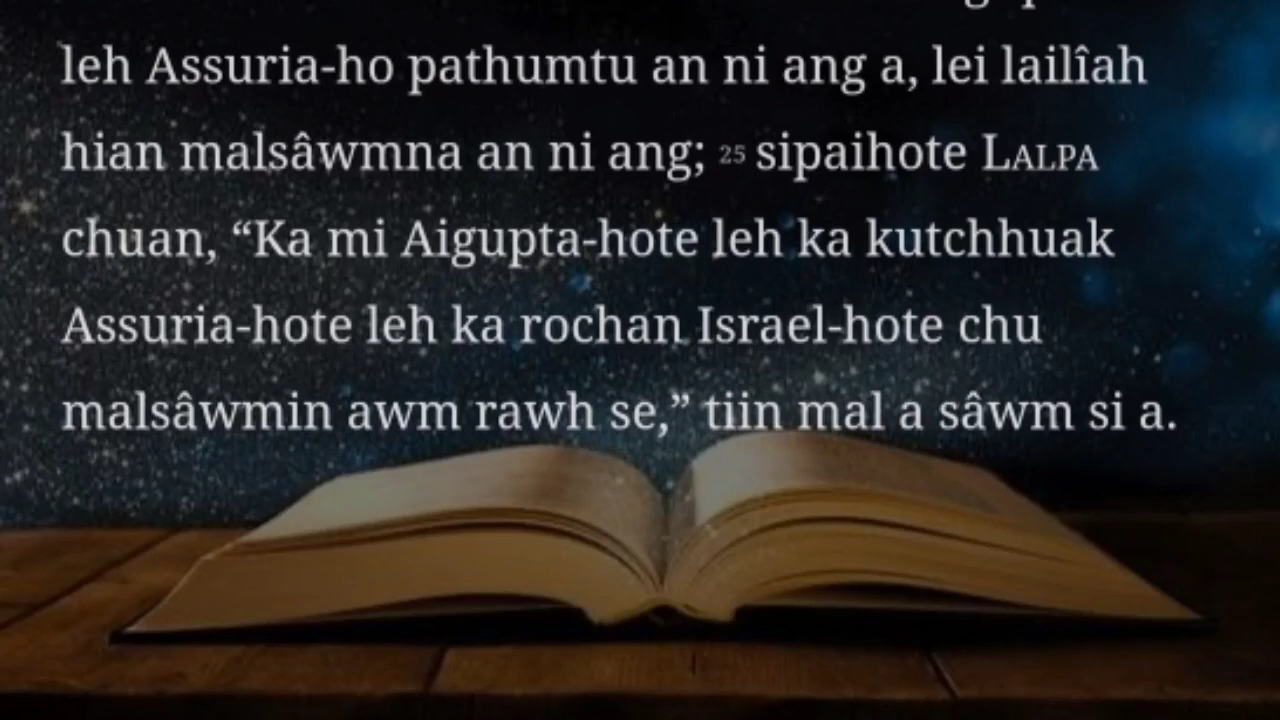 leh Assuria-ho pathumtu an ni ang a, lei lailîah
hian malsâwmna an ni ang; 25 sipaihote LALPA
chuan, “Ka mi Aigupta-hote leh ka kutchhuak
Assuria-hote leh ka rochan Israel-hote chu
malsâwmin awm rawh se,” tiin mal a sâwm si a.